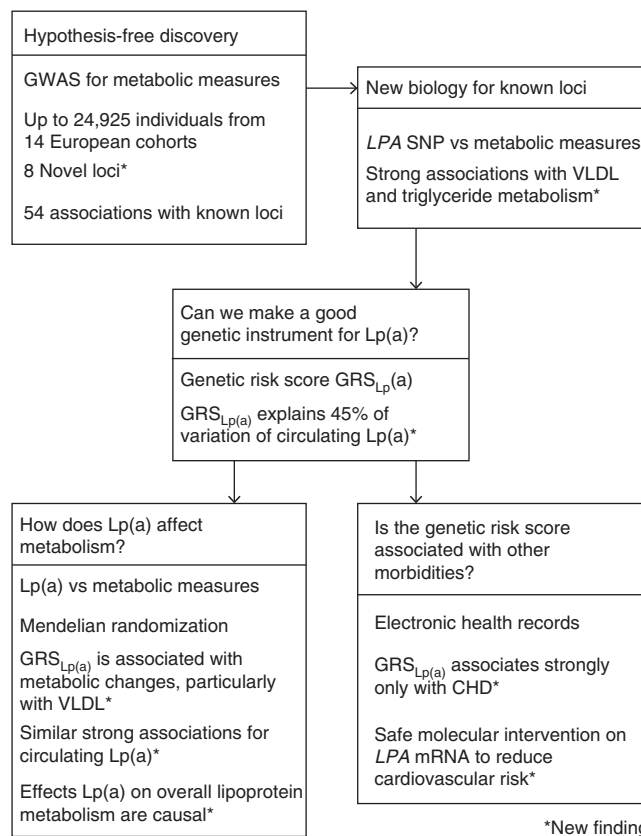 Hypothesis-free discovery
GWAS for metabolic measures
Up to 24,925 individuals from
14 European cohorts
8 Novel loci*
54 associations with known loci
New biology for known loci
LPA SNP vs metabolic measures
Strong associations with VLDL
and triglyceride metabolism*
Can we make a good
genetic instrument for Lp(a)?
Genetic risk score GRSLp(a)
GRSLp(a) explains 45% of
variation of circulating Lp(a)*
How does Lp(a) affect
metabolism?
Lp(a) vs metabolic measures
Mendelian randomization
GRSLp(a) is associated with
metabolic changes, particularly
with VLDL*
Similar strong associations for
circulating Lp(a)*
Effects Lp(a) on overall lipoprotein
metabolism are causal*
Is the genetic risk score
associated with other
morbidities?
Electronic health records
GRSLp(a) associates strongly
only with CHD*
Safe molecular intervention on
LPA mRNA to reduce
cardiovascular risk*
*New finding